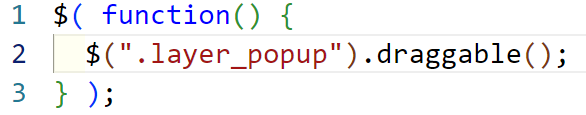 1 $( function() {
2   $(".layer_popup").draggable();
3 } );